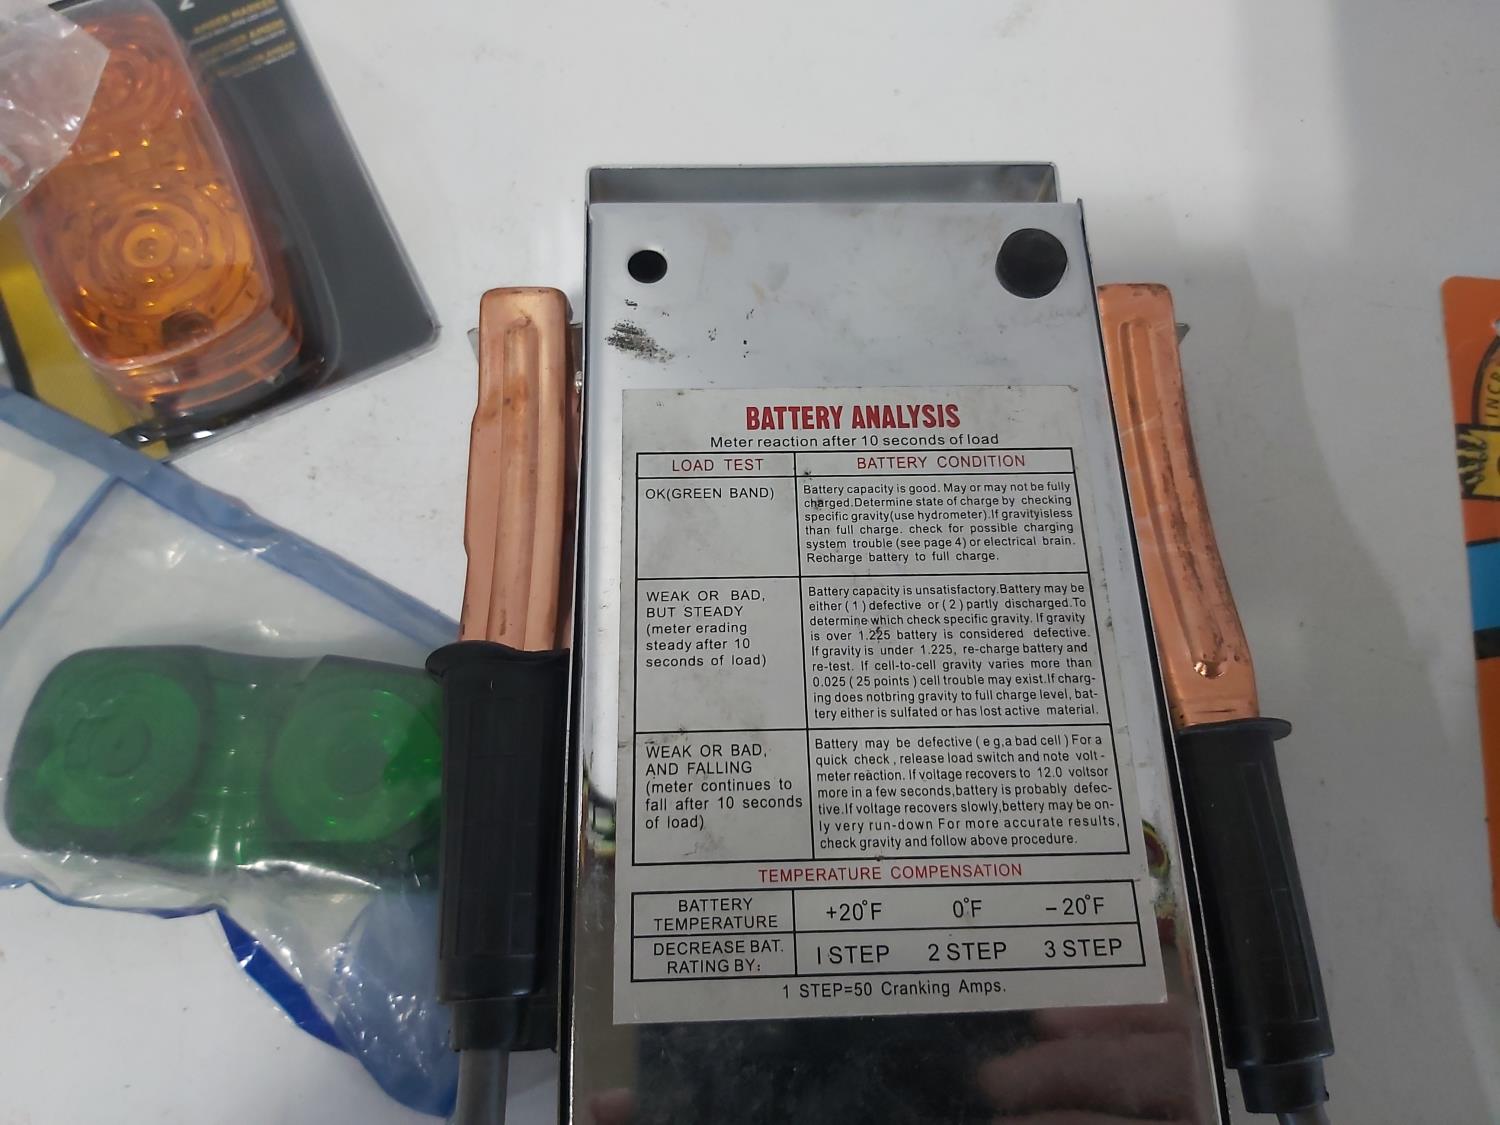 2
AMBER MARKER
BATTERY ANALYSIS
Meter reaction after 10 seconds of load
LOAD TEST
BATTERY CONDITION
OK(GREEN BAND)
Battery capacity is good. May or may not be fully
charged.Determine state of charge by checking
specific gravity(use hydrometer).If gravityisless
than full charge. check for possible charging
system trouble (see page 4) or electrical brain.
Recharge battery to full charge.
WEAK OR BAD,
BUT STEADY
(meter erading
steady after 10
seconds of load)
Battery capacity is unsatisfactory.Battery may be
either ( 1 ) defective or ( 2 ) partly discharged.To
determine which check specific gravity. If gravity
is over 1.225 battery is considered defective.
If gravity is under 1.225, re-charge battery and
re-test. If cell-to-cell gravity varies more than
0.025 ( 25 points ) cell trouble may exist.If charg-
ing does notbring gravity to full charge level, bat-
tery either is sulfated or has lost active material.
WEAK OR BAD,
AND FALLING
(meter continues to
fall after 10 seconds
of load)
Battery may be defective ( e g,a bad cell ) For a
quick check , release load switch and note volt-
meter reaction. If voltage recovers to 12.0 voltsor
more in a few seconds,battery is probably defec-
tive.If voltage recovers slowly,bettery may be on-
ly very run-down For more accurate results,
check gravity and follow above procedure.
TEMPERATURE COMPENSATION
BATTERY
TEMPERATURE
+20°F 0°F -20°F
DECREASE BAT.
RATING BY:
1 STEP 2 STEP 3 STEP
1 STEP=50 Cranking Amps.
INCR